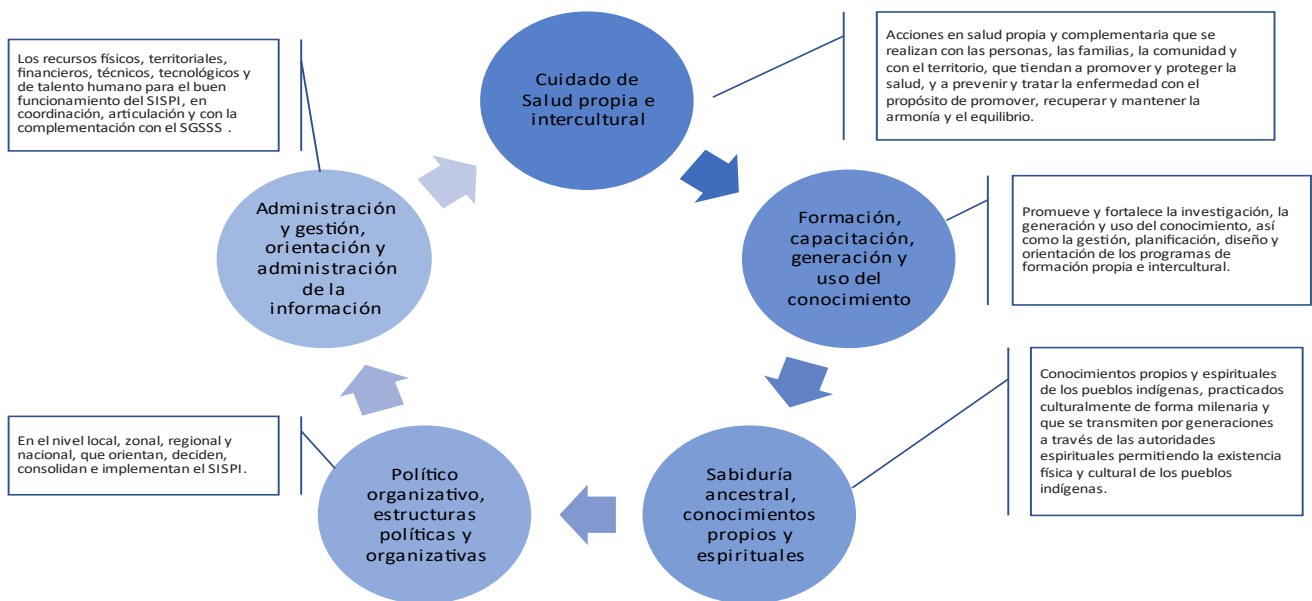 Los recursos físicos, territoriales,
financieros, técnicos, tecnológicos y
de talento humano para el buen
funcionamiento del SISPI, en
coordinación, articulación y con la
complementación con el SGSSS .
Cuidado de
Salud propia e
intercultural
Acciones en salud propia y complementaria que se
realizan con las personas, las familias, la comunidad y
con el territorio, que tiendan a promover y proteger la
salud, y a prevenir y tratar la enfermedad con el
propósito de promover, recuperar y mantener la
armonía y el equilibrio.
Administración
y gestión,
orientación y
administración
de la
información
Formación,
capacitación,
generación y
uso del
conocimiento
Promueve y fortalece la investigación, la
generación y uso del conocimiento, así
como la gestión, planificación, diseño y
orientación de los programas de
formación propia e intercultural.
En el nivel local, zonal, regional y
nacional, que orientan, deciden,
consolidan e implementan el SISPI.
Político
organizativo,
estructuras
políticas y
organizativas
Sabiduría
ancestral,
conocimientos
propios y
espirituales
Conocimientos propios y espirituales
de los pueblos indígenas, practicados
culturalmente de forma milenaria y
que se transmiten por generaciones
a través de las autoridades
espirituales permitiendo la existencia
física y cultural de los pueblos
indígenas.